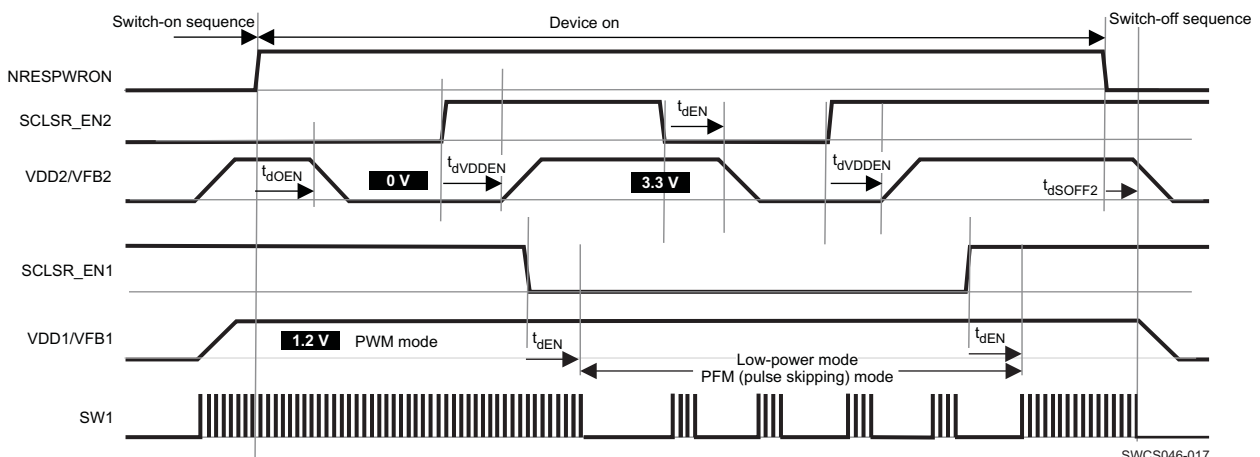 Switch-on sequence
Device on
Switch-off sequence
NRESPWRON
SCLSR_EN2
tdEN
VDD2/VFB2
tdOEN
0 V
tdVDDEN
3.3 V
tdVDDEN
tdSOFF2
SCLSR_EN1
VDD1/VFB1
1.2 V
PWM mode
tdEN
tdEN
Low-power mode
PFM (pulse skipping) mode
SW1
SWCS046-017